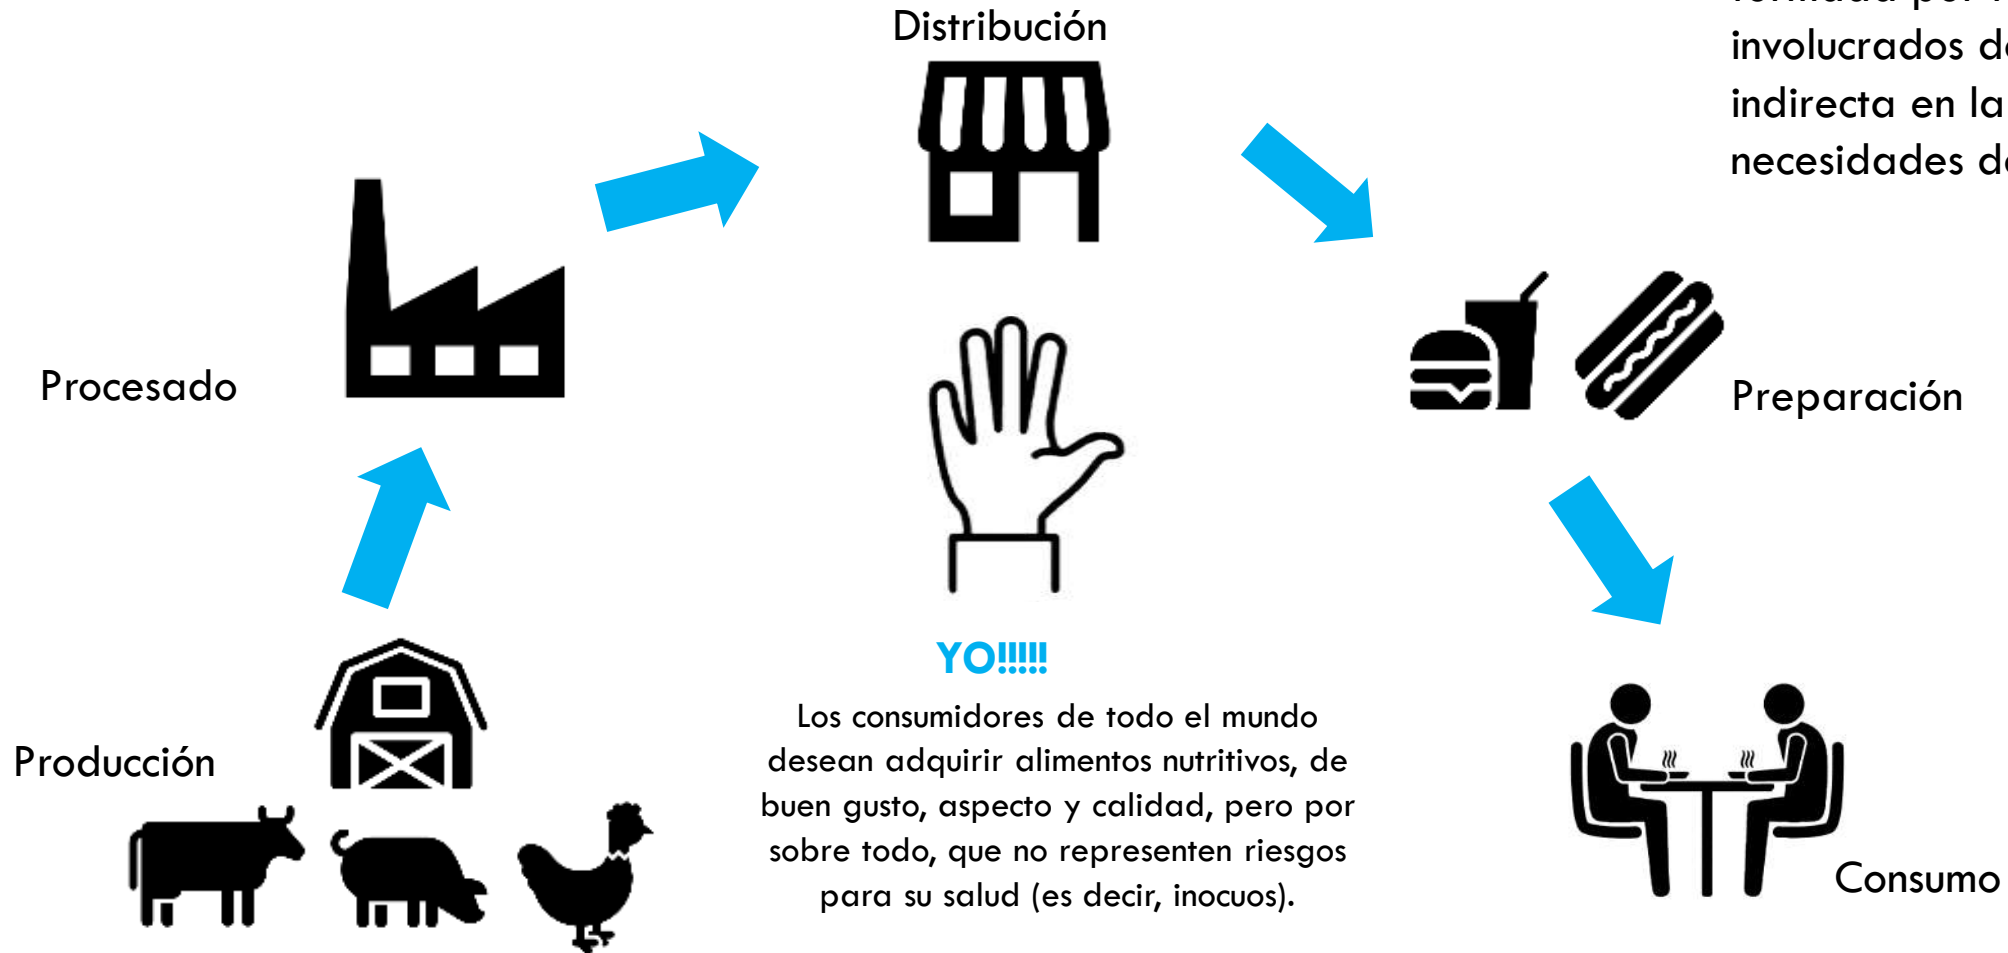 Distribución
involucrados
indirecta en la
necesidades
Procesado
Preparación
Producción
YO!!!!!
Los consumidores de todo el mundo
desean adquirir alimentos nutritivos, de
buen gusto, aspecto y calidad, pero por
sobre todo, que no representen riesgos
para su salud (es decir, inocuos).
Consumo